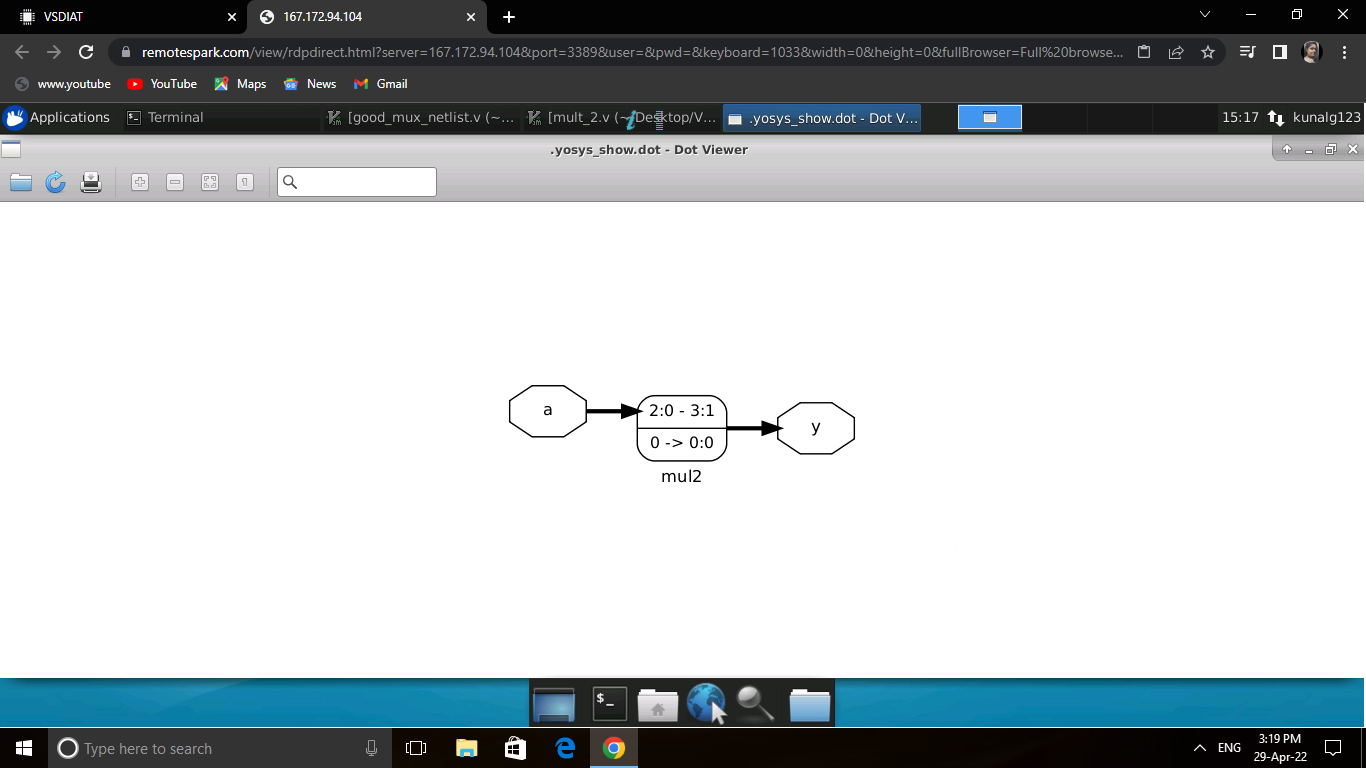 VSDIAT
167.172.94.104
remotespark.com/view/rdpdirect.html?server=167.172.94.104&port=3389&user=&pwd=&keyboard=1033&width=0&height=0&fullBrowser=Full%20browse...
www.youtube YouTube Maps News Gmail
Applications Terminal [good_mux_netlist.v (~... [mult_2.v (~/Desktop/V... .yosys_show.dot - Dot V... 15:17 kunalg123
.yosys_show.dot - Dot Viewer
a
2:0 - 3:1
0 -> 0:0
y
mul2
$_
Type here to search
ENG
3:19 PM
29-Apr-22